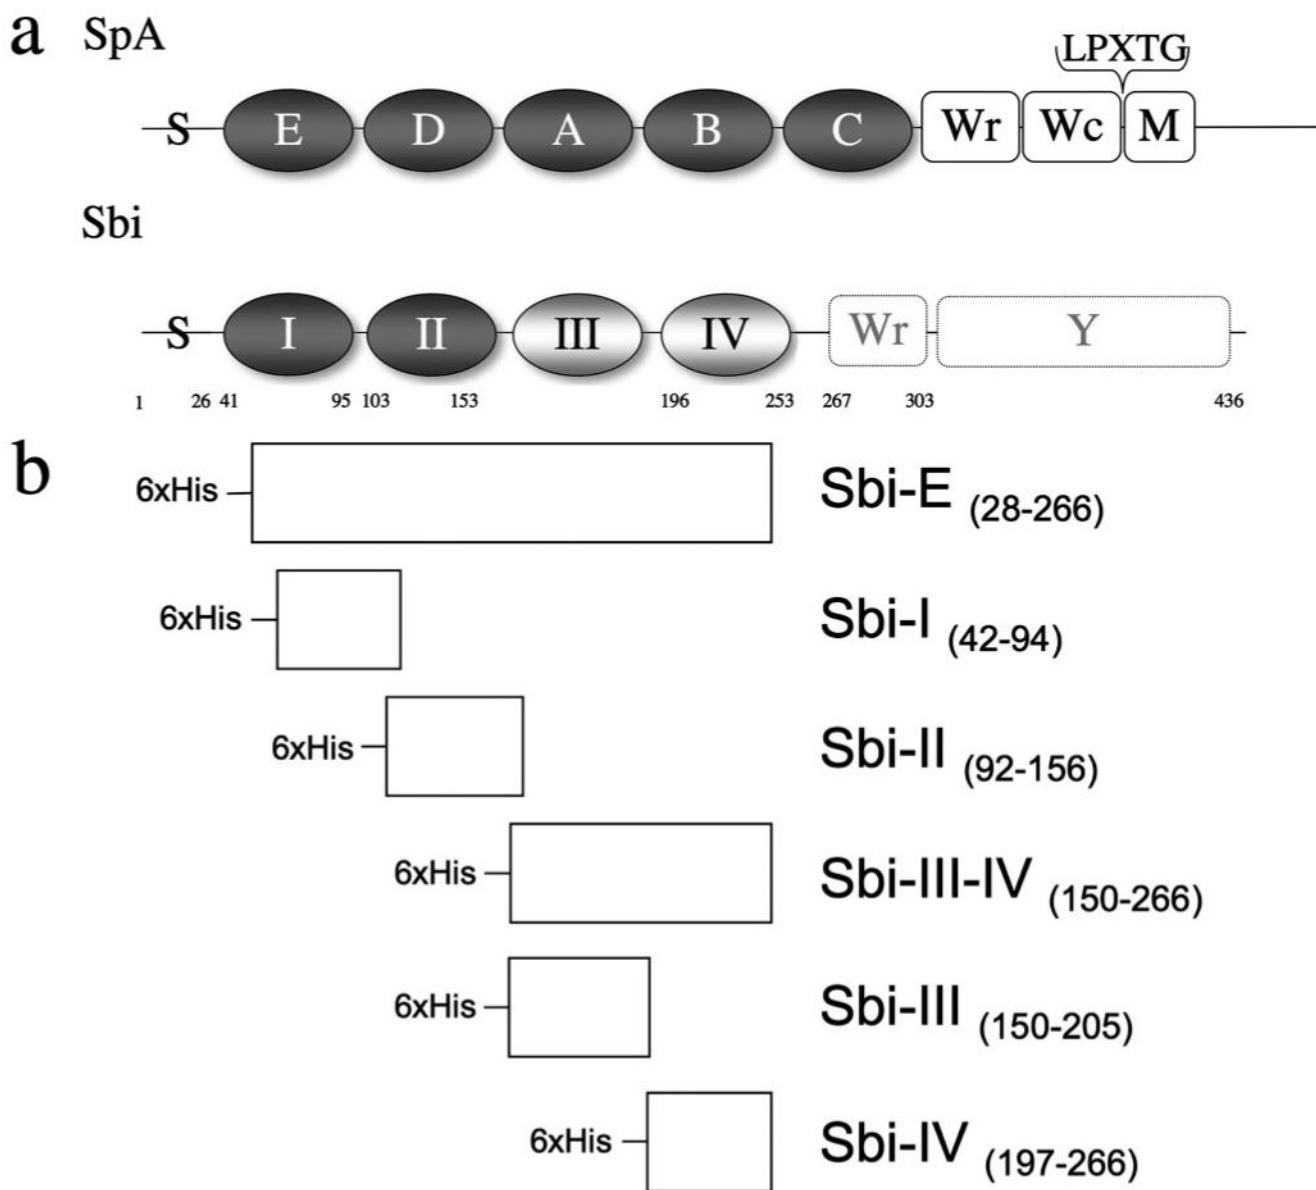 a SpA
LPXTG
S E D A B C Wr Wc M
Sbi
S I II III IV Wr Y
1 26 41 95 103 153 196 253 267 303 436
b
6xHis Sbi-E (28-266)
6xHis Sbi-I (42-94)
6xHis Sbi-II (92-156)
6xHis Sbi-III-IV (150-266)
6xHis Sbi-III (150-205)
6xHis Sbi-IV (197-266)